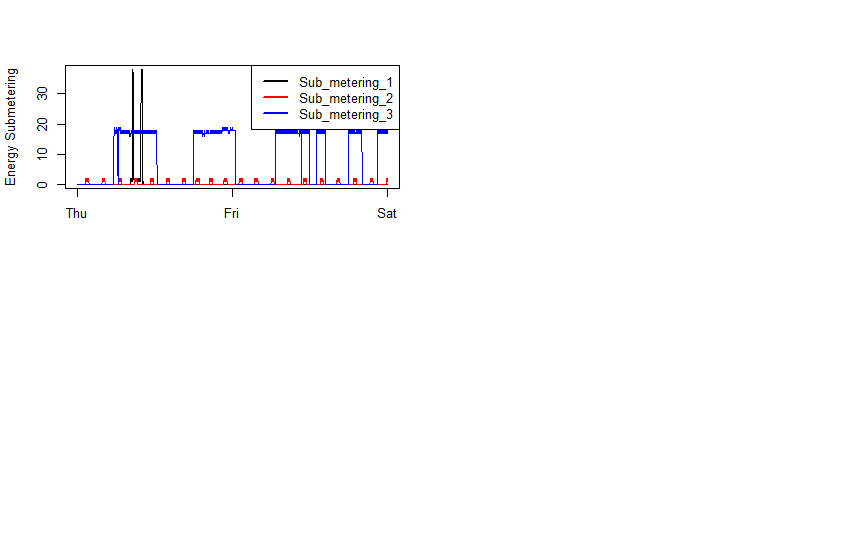 Energy Submetering
30
20
10
0
Sub_metering_1
Sub_metering_2
Sub_metering_3
Thu Fri Sat